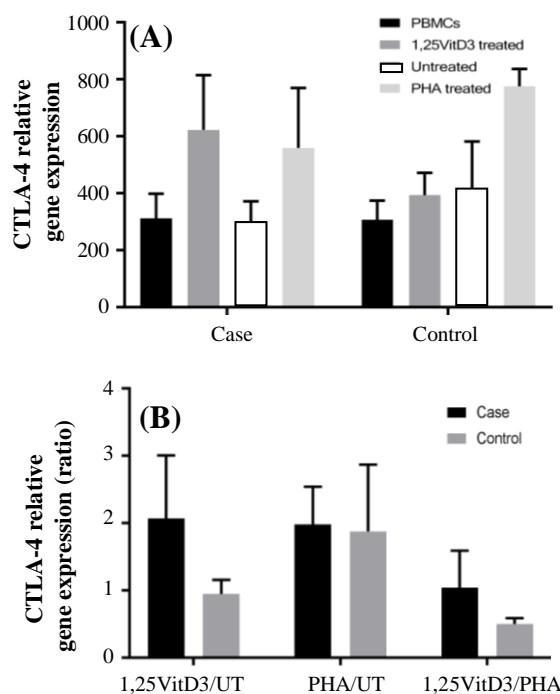 (A)
PBMCs
1,25VitD3 treated
Untreated
PHA treated
CTLA-4 relative
gene expression
1000
800
600
400
200
0
Case
Control
(B)
Case
Control
CTLA-4 relative
gene expression (ratio)
4
3
2
1
0
1,25VitD3/UT
PHA/UT
1,25VitD3/PHA